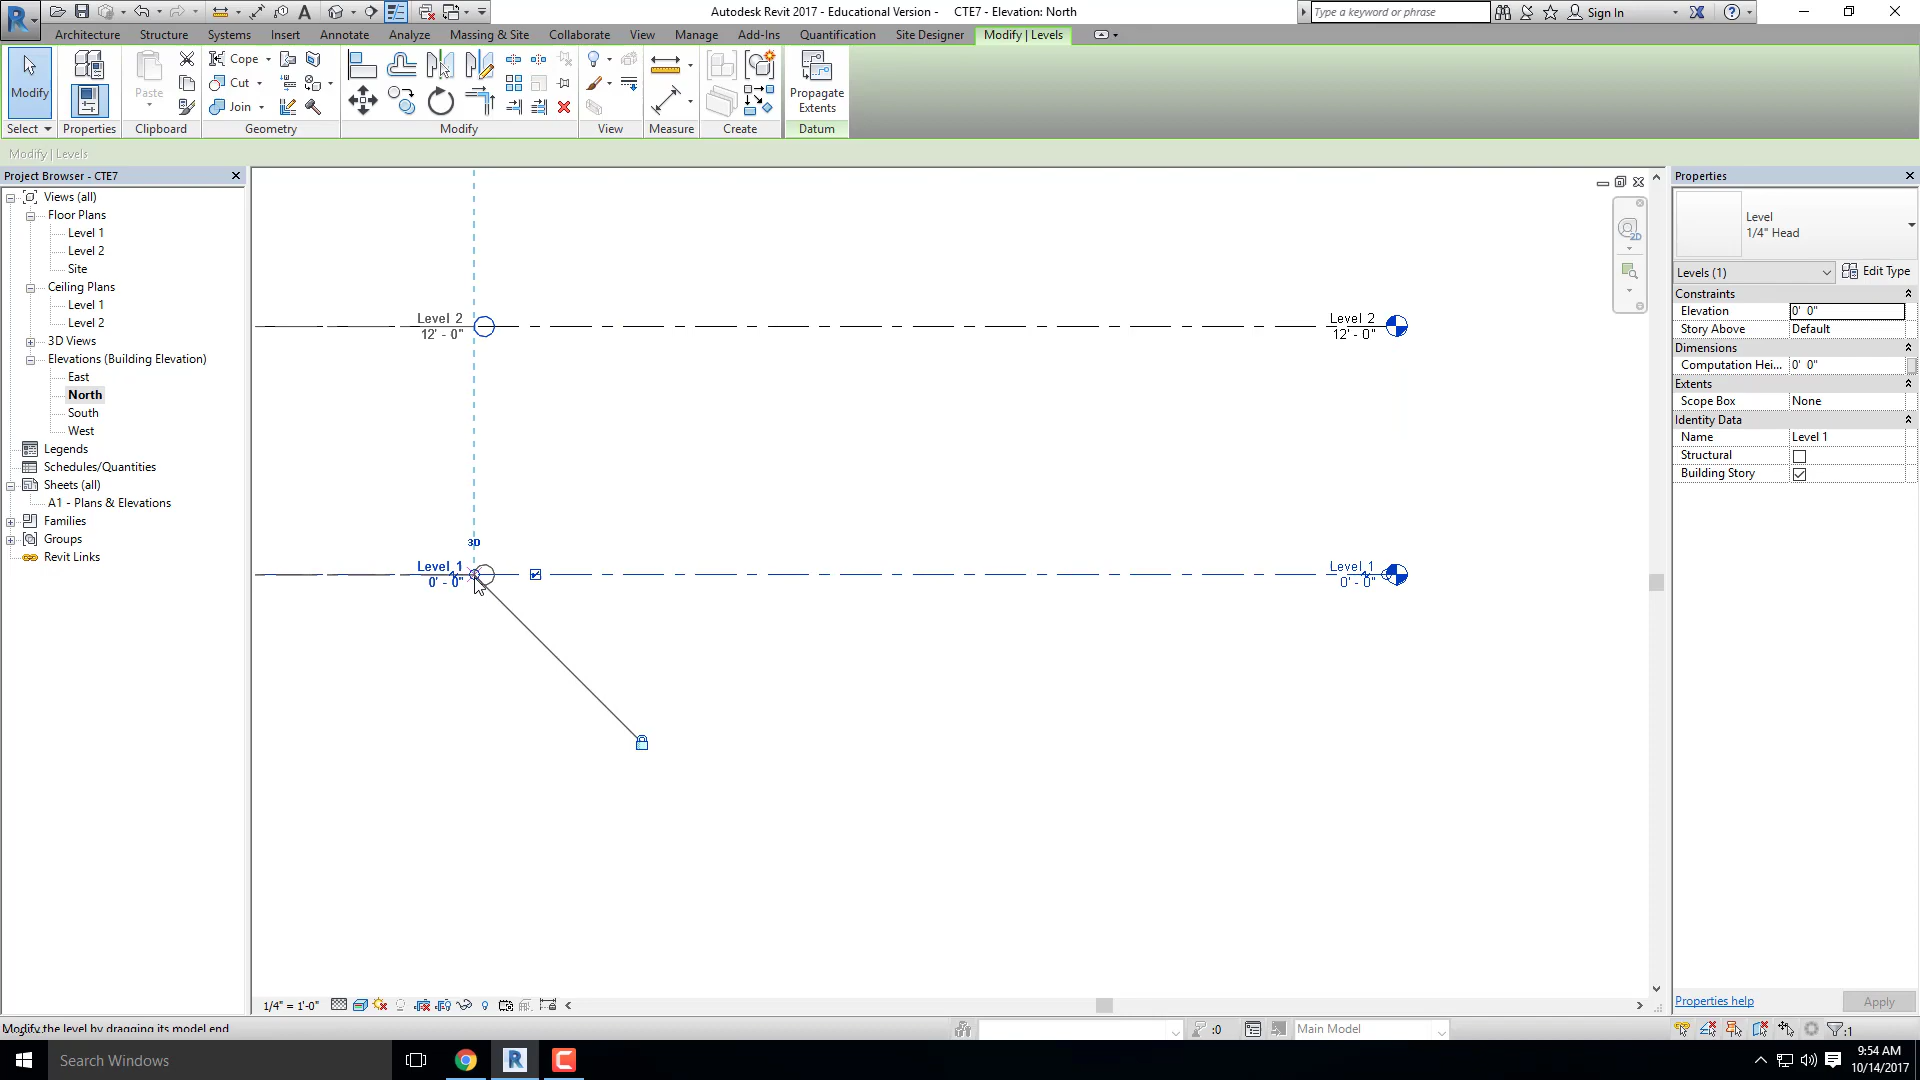 Autodesk Revit 2017 - Educational Version - CTE7 - Elevation: North
Type a keyword or phrase
Sign In
Architecture Structure Systems Insert Annotate Analyze Massing & Site Collaborate View Manage Add-Ins Quantification Site Designer Modify | Levels
Modify
Paste
Cope
Cut
Join
Propagate
Extents
Select Properties Clipboard Geometry Modify View Measure Create Datum
Modify | Levels
Project Browser - CTE7
Views (all)
Floor Plans
Level 1
Level 2
Site
Ceiling Plans
Level 1
Level 2
3D Views
Elevations (Building Elevation)
East
North
South
West
Legends
Schedules/Quantities
Sheets (all)
A1 - Plans & Elevations
Families
Groups
Revit Links
Level 2
12' - 0"
Level 2
12' - 0"
3D
Level 1
0' - 0"
Level 1
0' - 0"
2D
Properties
Level
1/4" Head
Levels (1)
Edit Type
Constraints
Elevation 0' 0"
Story Above Default
Dimensions
Computation Hei... 0' 0"
Extents
Scope Box None
Identity Data
Name Level 1
Structural
Building Story
Properties help
Apply
1/4" = 1'-0"
Modify the level by dragging its model end
:0
Main Model
:1
Search Windows
9:54 AM
10/14/2017